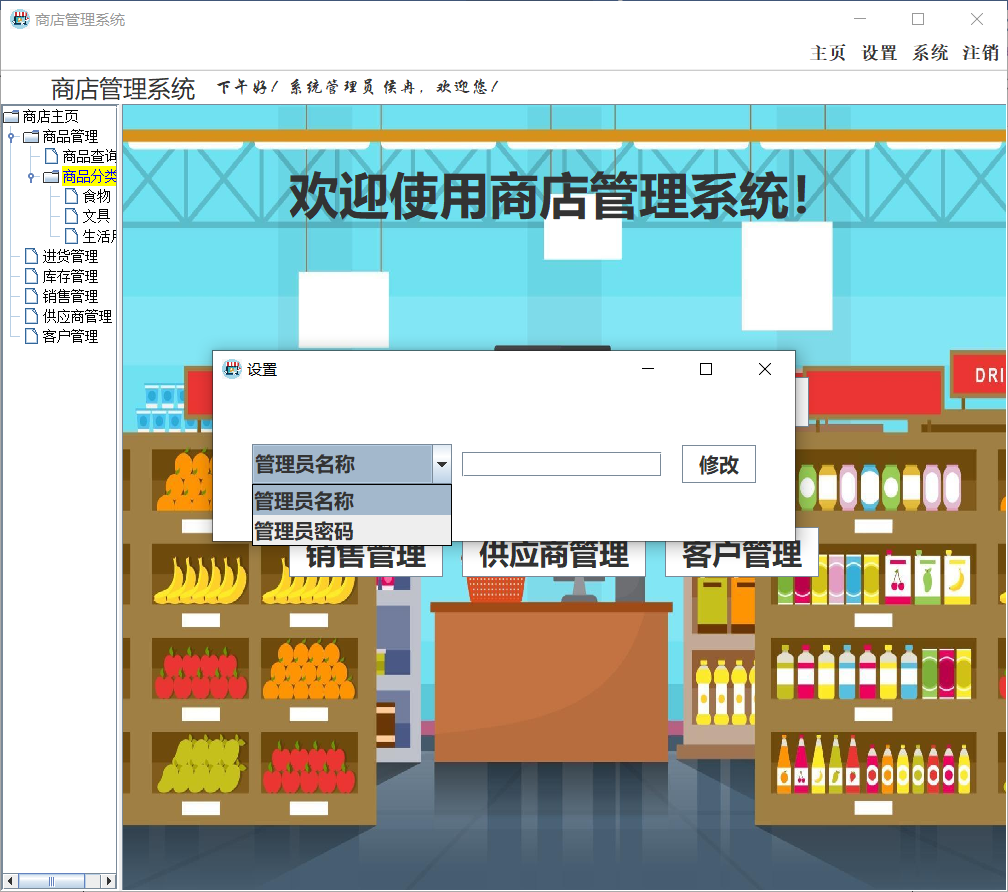 商店管理系统
主页 设置 系统 注销
商店管理系统 下午好！系统管理员侯冉，欢迎您！
商店主页
商品管理
商品查询
商品分类
食物
文具
生活用
进货管理
库存管理
销售管理
供应商管理
客户管理
欢迎使用商店管理系统！
DRI
设置
管理员名称 修改
管理员名称
管理员密码
销售管理 供应商管理 客户管理